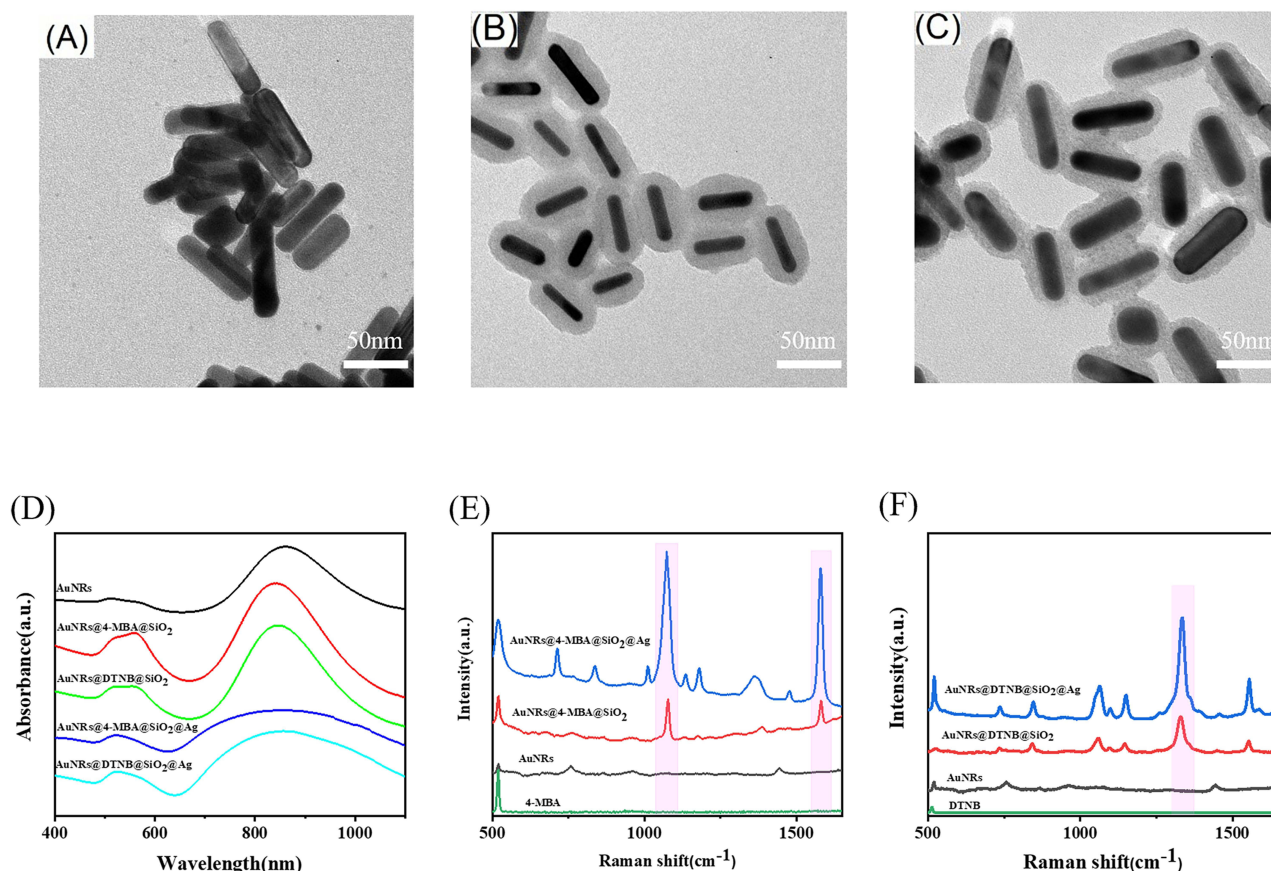 (A)
50nm
(B)
50nm
(C)
50nm
(D)
Absorbance(a.u.)
AuNRs
AuNRs@4-MBA@SiO2
AuNRs@DTNB@SiO2
AuNRs@4-MBA@SiO2@Ag
AuNRs@DTNB@SiO2@Ag
400 600 800 1000
Wavelength(nm)
(E)
Intensity(a.u.)
AuNRs@4-MBA@SiO2@Ag
AuNRs@4-MBA@SiO2
AuNRs
4-MBA
500 1000 1500
Raman shift(cm-1)
(F)
Intensity(a.u.)
AuNRs@DTNB@SiO2@Ag
AuNRs@DTNB@SiO2
AuNRs
DTNB
500 1000 1500
Raman shift(cm-1)